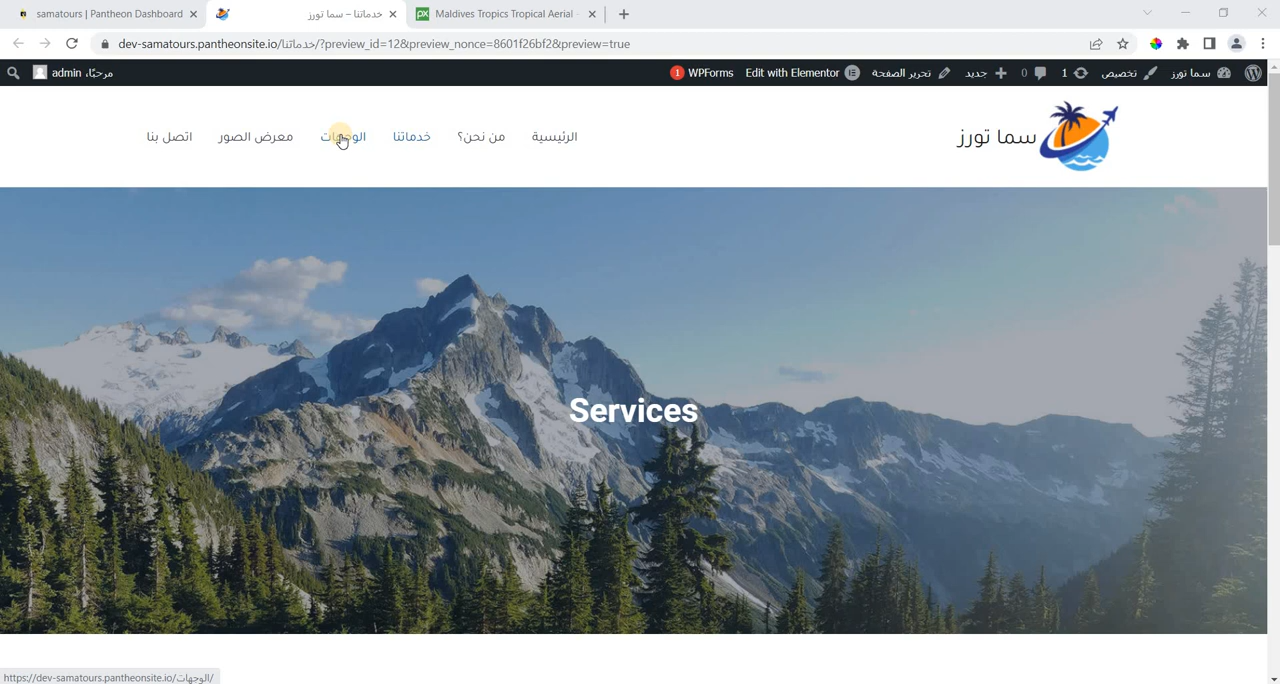 samatours | Pantheon Dashboard
خدماتنا – سما تورز
Maldives Tropics Tropical Aerial -
dev-samatours.pantheonsite.io/خدماتنا/?preview_id=12&preview_nonce=8601f26bf2&preview=true
سما تورز
تخصيص
1
0
جديد
تحرير الصفحة
Edit with Elementor
WPForms 1
مرحبًا، admin
سما تورز
الرئيسية
من نحن؟
خدماتنا
الوجهات
معرض الصور
اتصل بنا
Services
https://dev-samatours.pantheonsite.io/الوجهات/